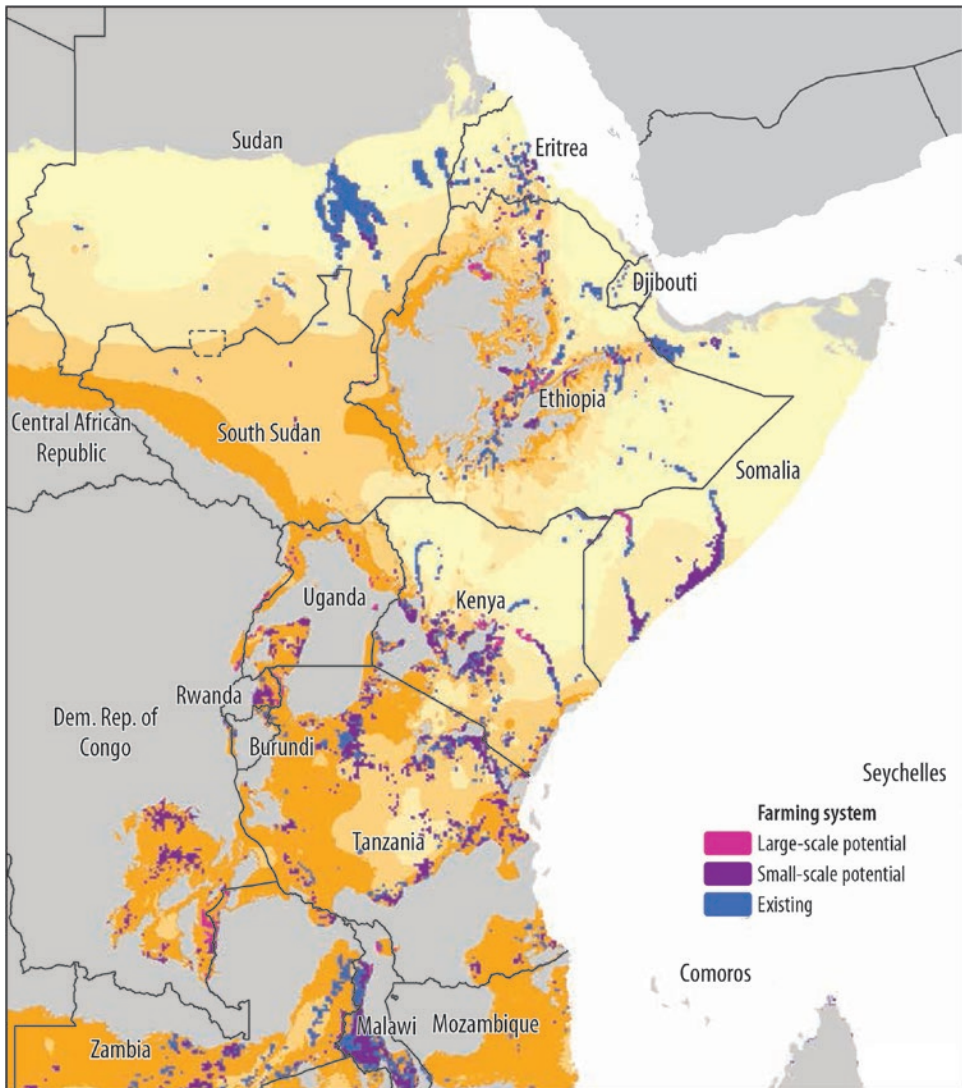 Sudan
Eritrea
Djibouti
Ethiopia
Central African
Republic
South Sudan
Somalia
Uganda
Kenya
Rwanda
Dem. Rep. of
Congo
Burundi
Seychelles
Farming system
Large-scale potential
Small-scale potential
Existing
Tanzania
Comoros
Malawi
Mozambique
Zambia